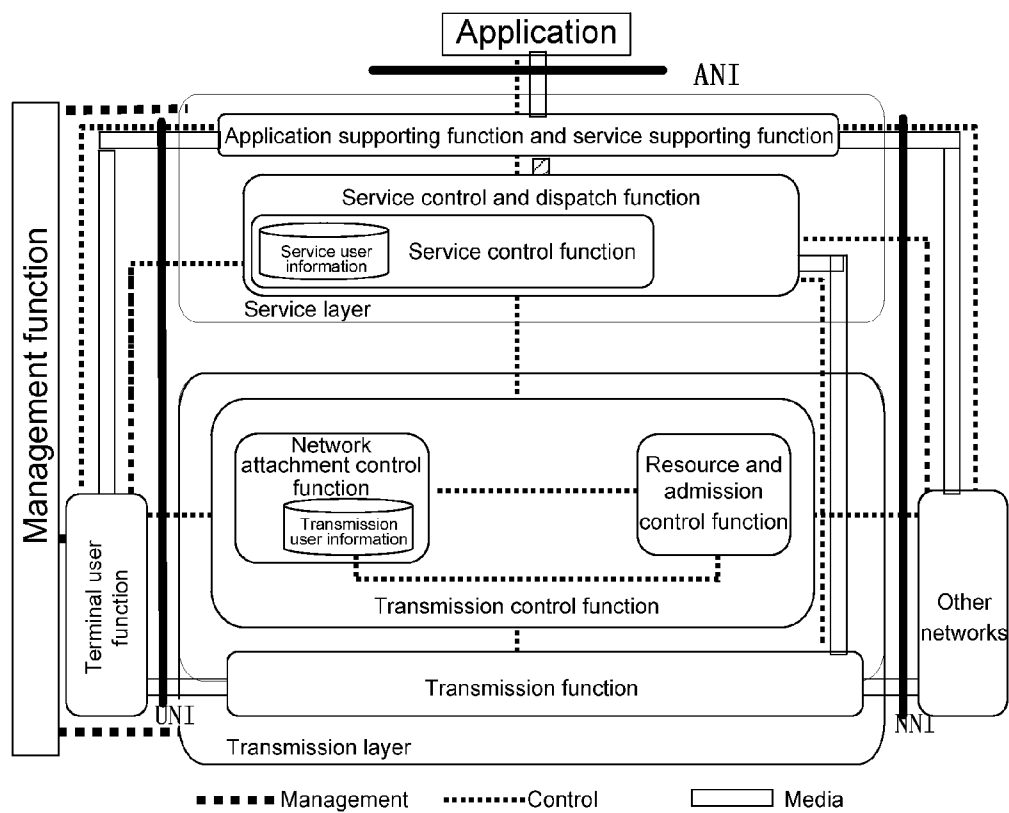 Application
ANI
Application supporting function and service supporting function
Service control and dispatch function
Service user
information
Service control function
Service layer
Management function
Network
attachment control
function
Transmission
user information
Resource and
admission
control function
Transmission control function
Terminal user
function
Other
networks
Transmission function
UNI
NNI
Transmission layer
Management
Control
Media